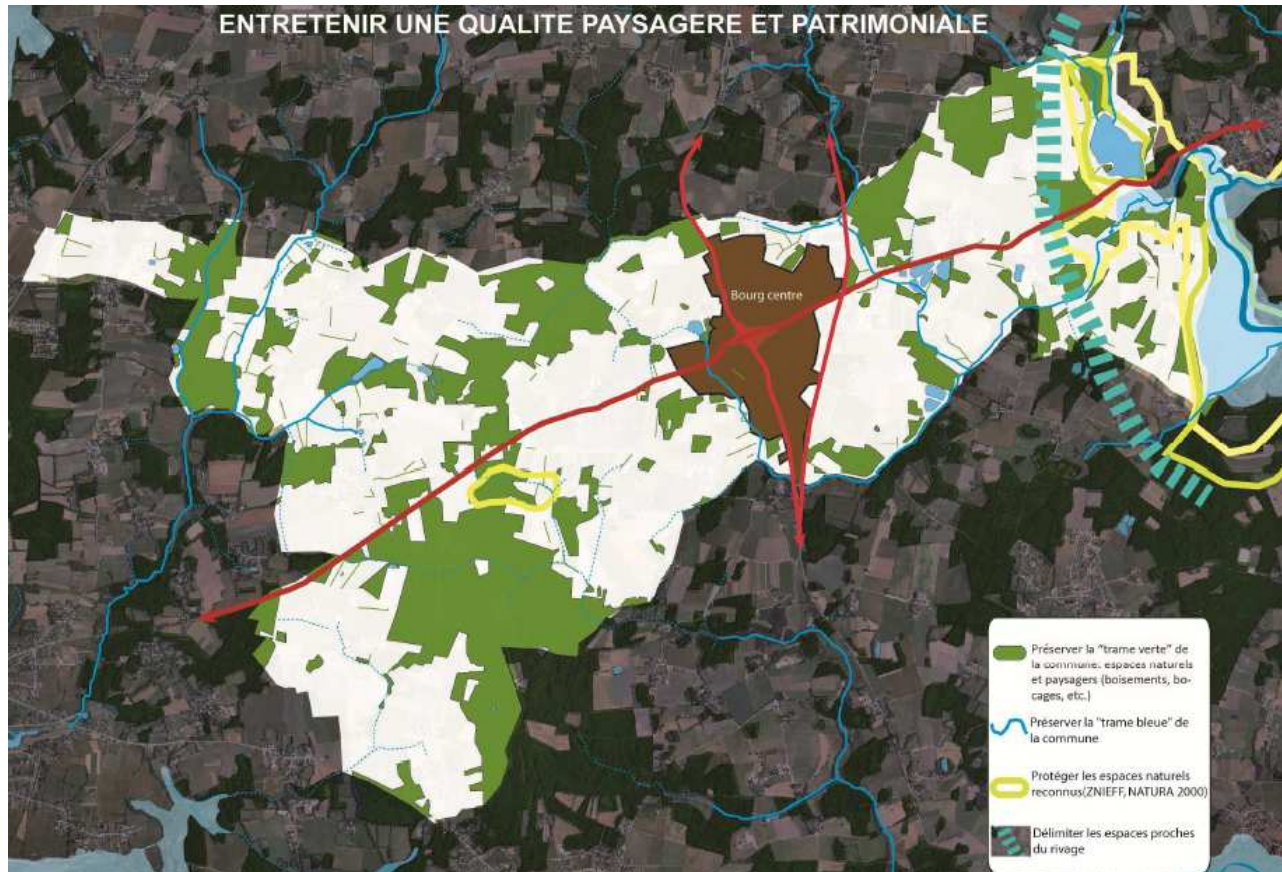 ENTRETENIR UNE QUALITE PAYSAGERE ET PATRIMONIALE
Bourg centre
Préserver la "trame verte" de
la commune: espaces naturels
et paysagers (boisements, bo-
cages, etc.)
Préserver la "trame bleue" de
la commune
Protéger les espaces naturels
reconnus(ZNIEFF, NATURA 2000)
Délimiter les espaces proches
du rivage